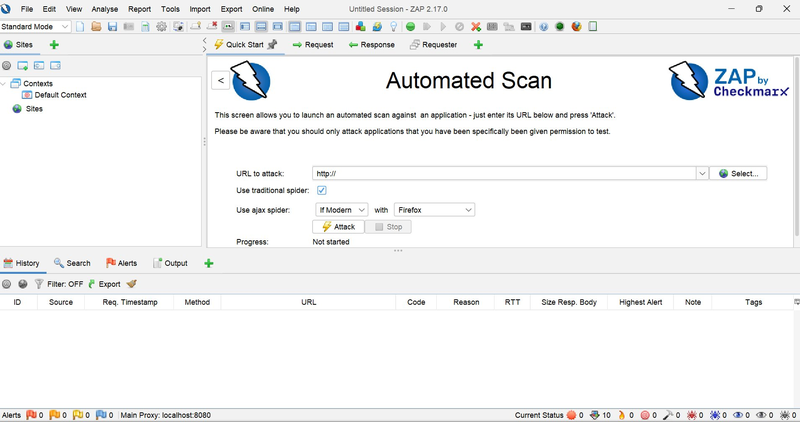 Untitled Session - ZAP 2.17.0
File Edit View Analyse Report Tools Import Export Online Help
Standard Mode
Sites
Quick Start Request Response Requester
Contexts
Default Context
Sites
<
Automated Scan
ZAP by
Checkmarx
This screen allows you to launch an automated scan against an application - just enter its URL below and press 'Attack'.
Please be aware that you should only attack applications that you have been specifically been given permission to test.
URL to attack: http:// Select...
Use traditional spider:
Use ajax spider: If Modern with Firefox
Attack Stop
Progress: Not started
History Search Alerts Output
Filter: OFF Export
ID Source Req. Timestamp Method URL Code Reason RTT Size Resp. Body Highest Alert Note Tags
Alerts 0 0 0 0 Main Proxy: localhost:8080 Current Status 0 10 0 0 0 0 0 0 0 0